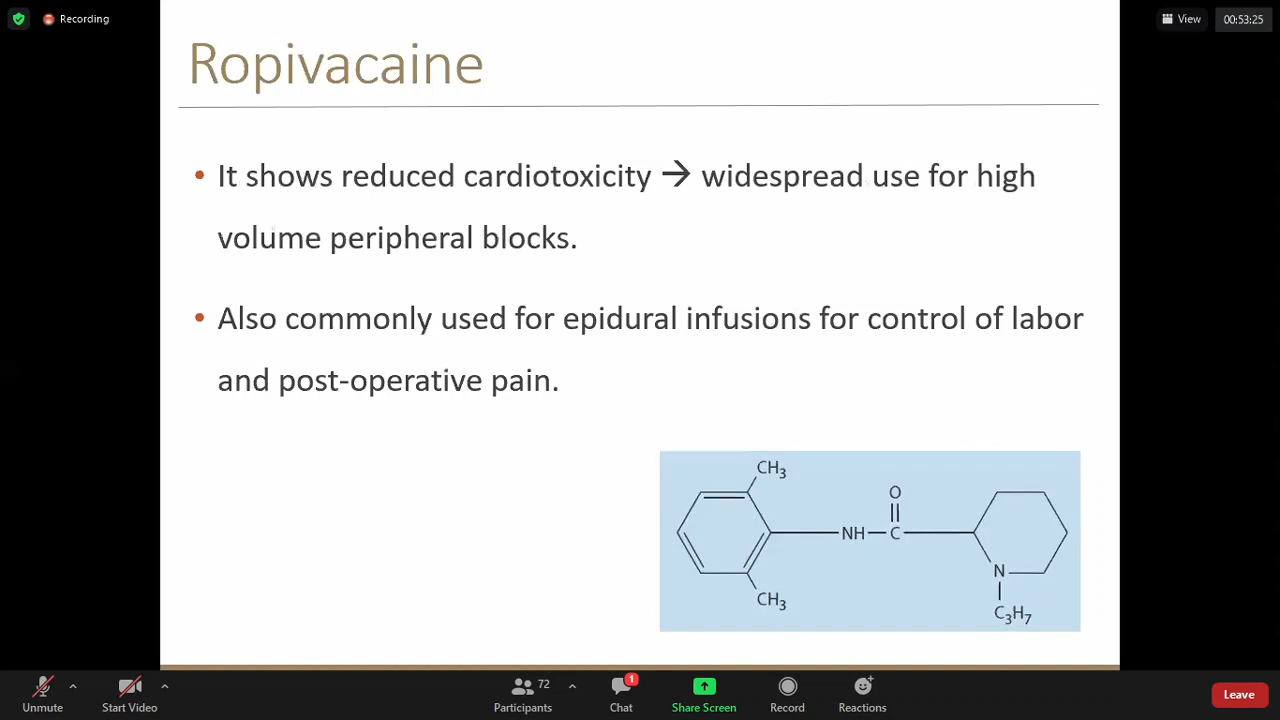 Recording
View
00:53:25
Ropivacaine
• It shows reduced cardiotoxicity → widespread use for high
volume peripheral blocks.
• Also commonly used for epidural infusions for control of labor
and post-operative pain.
CH₃
O
NH C
N
CH₃
C₃H₇
Unmute
Start Video
72
Participants
1
Chat
Share Screen
Record
Reactions
Leave